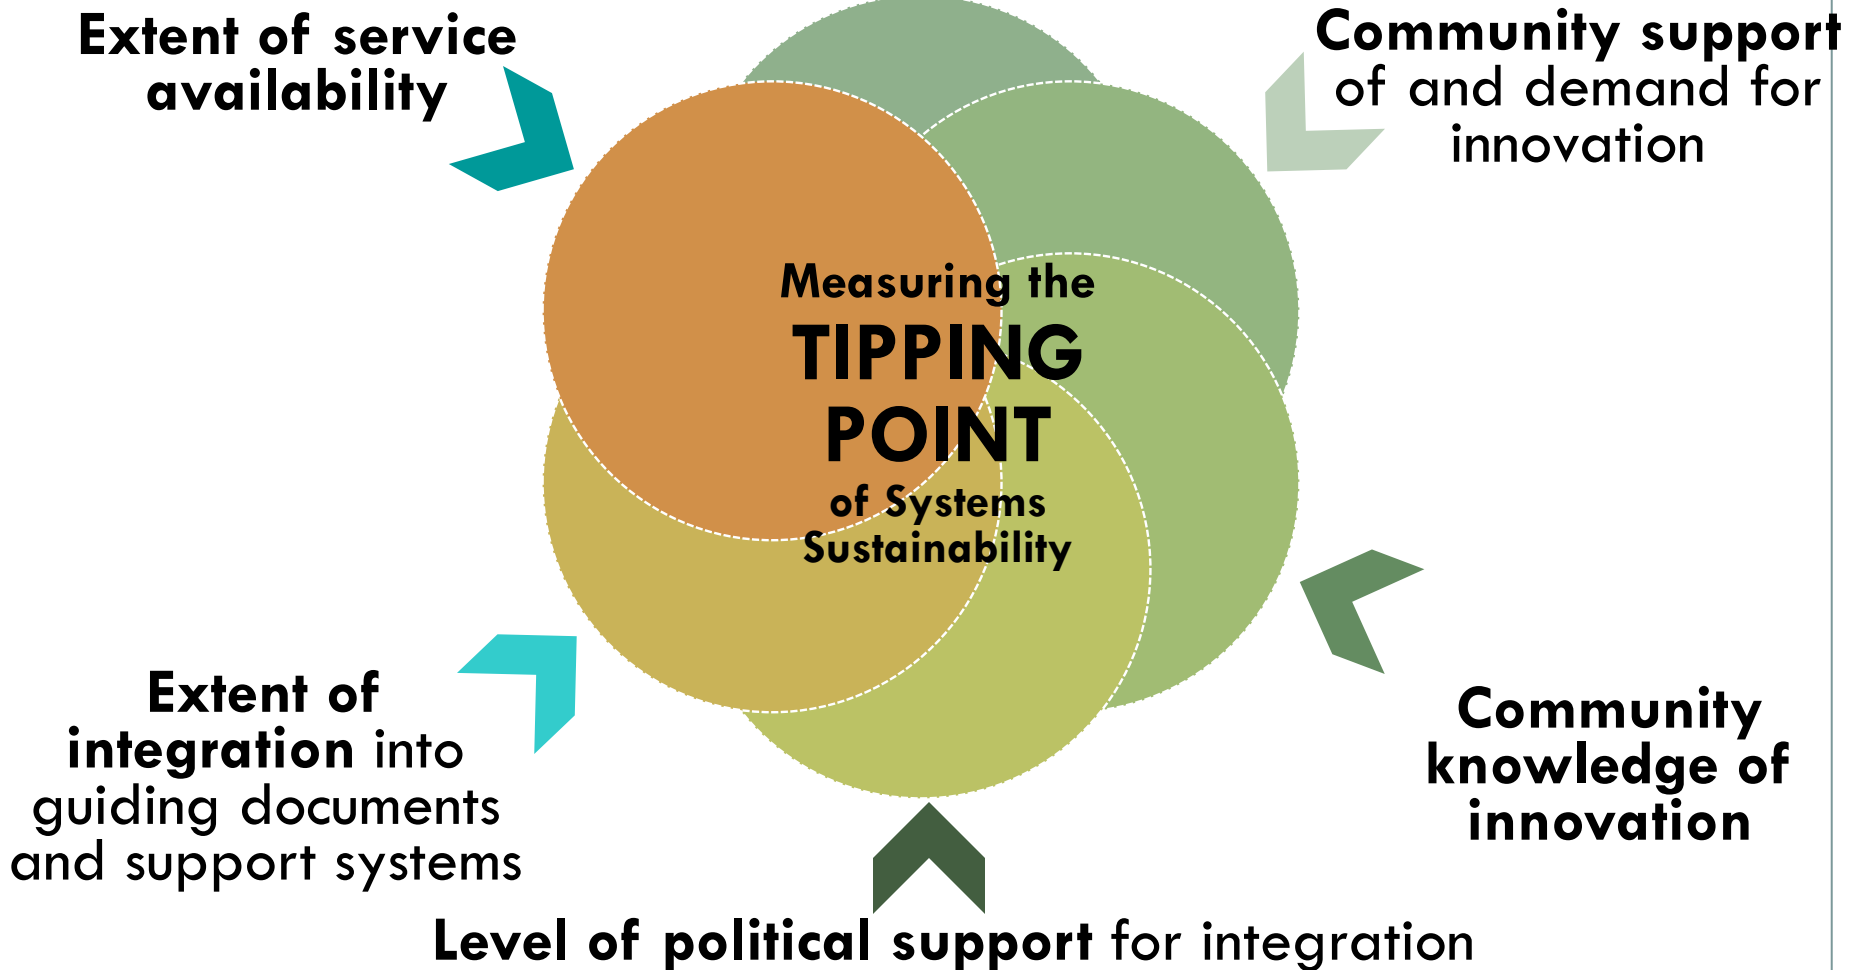 Extent of service
availability
Community support
of and demand for
innovation
Measuring the
TIPPING
POINT
of Systems
Sustainability
Extent of
integration into
guiding documents
and support systems
Community
knowledge of
innovation
Level of political support for integration